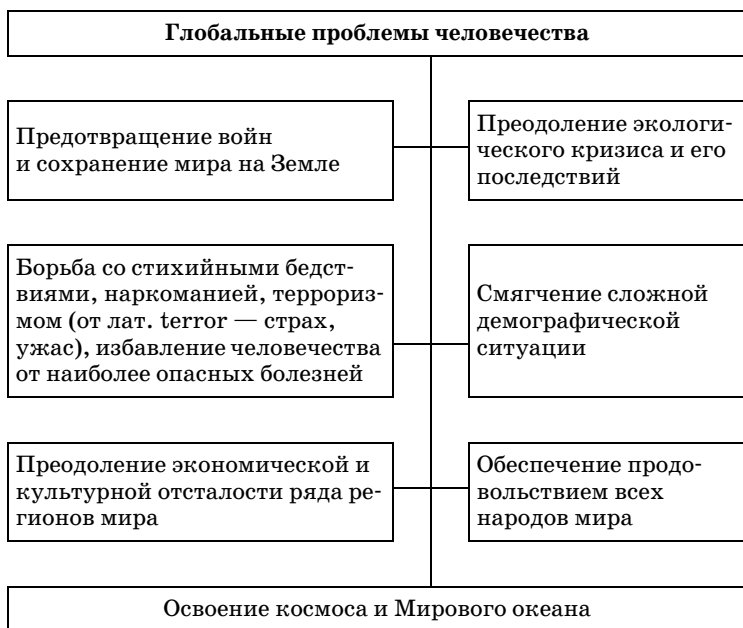 Глобальные проблемы человечества
Предотвращение войн
и сохранение мира на Земле
Преодоление экологи-
ческого кризиса и его
последствий
Борьба со стихийными бедст-
виями, наркоманией, террориз-
мом (от лат. terror — страх,
ужас), избавление человечества
от наиболее опасных болезней
Смягчение сложной
демографической
ситуации
Преодоление экономической и
культурной отсталости ряда ре-
гионов мира
Обеспечение продо-
вольствием всех
народов мира
Освоение космоса и Мирового океана